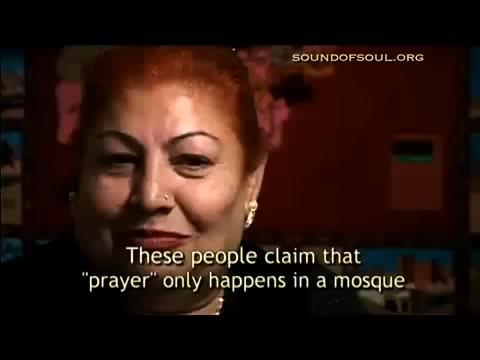 SOUNDOFSOUL.ORG
These people claim that
"prayer" only happens in a mosque